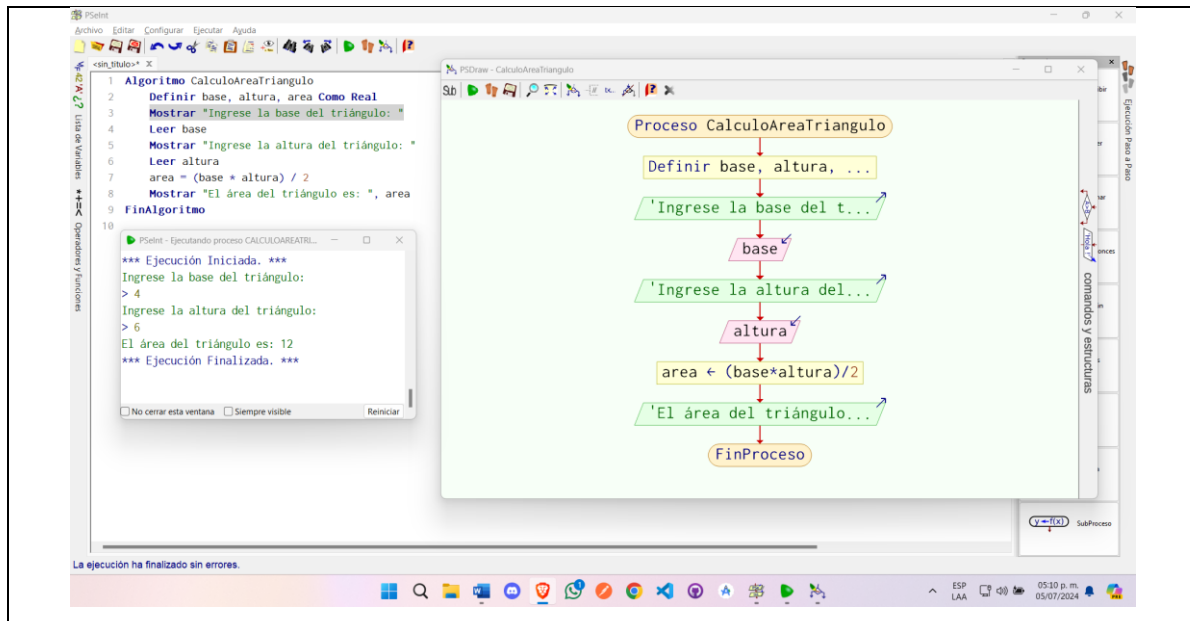 PSeInt
Archivo Editar Configurar Ejecutar Ayuda
<sin_titulo>* X
1 Algoritmo CalculoAreaTriangulo
2 Definir base, altura, area Como Real
3 Mostrar "Ingrese la base del triángulo: "
4 Leer base
5 Mostrar "Ingrese la altura del triángulo: "
6 Leer altura
7 area = (base * altura) / 2
8 Mostrar "El área del triángulo es: ", area
9 FinAlgoritmo
10
Lista de Variables
Operadores y Funciones
PSeInt - Ejecutando proceso CALCULOAREATRI...
*** Ejecución Iniciada. ***
Ingrese la base del triángulo:
> 4
Ingrese la altura del triángulo:
> 6
El área del triángulo es: 12
*** Ejecución Finalizada. ***
No cerrar esta ventana Siempre visible Reiniciar
PSDraw - CalculoAreaTriangulo
Sub
Proceso CalculoAreaTriangulo
Definir base, altura, ...
'Ingrese la base del t...
base
'Ingrese la altura del...
altura
area ← (base*altura)/2
'El área del triángulo...
FinProceso
comandos y estructuras
Ejecución Paso a Paso
y←f(x) SubProceso
La ejecución ha finalizado sin errores.
ESP
LAA
05:10 p. m.
05/07/2024